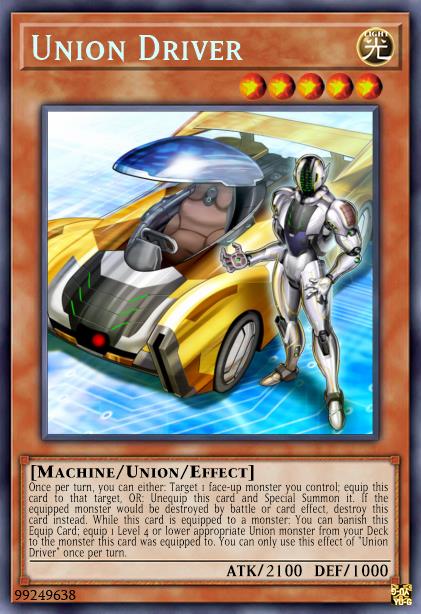 UNION DRIVER
LIGHT
光
[MACHINE/UNION/EFFECT]
Once per turn, you can either: Target 1 face-up monster you control; equip
this card to that target, OR: Unequip this card and Special Summon it. If the
equipped monster would be destroyed by battle or card effect, destroy this
card instead. While this card is equipped to a monster: You can banish this
Equip Card; equip 1 Level 4 or lower appropriate Union monster from your Deck
to the monster this card was equipped to. You can only use this effect of "Union
Driver" once per turn.
ATK/2100 DEF/1000
99249638